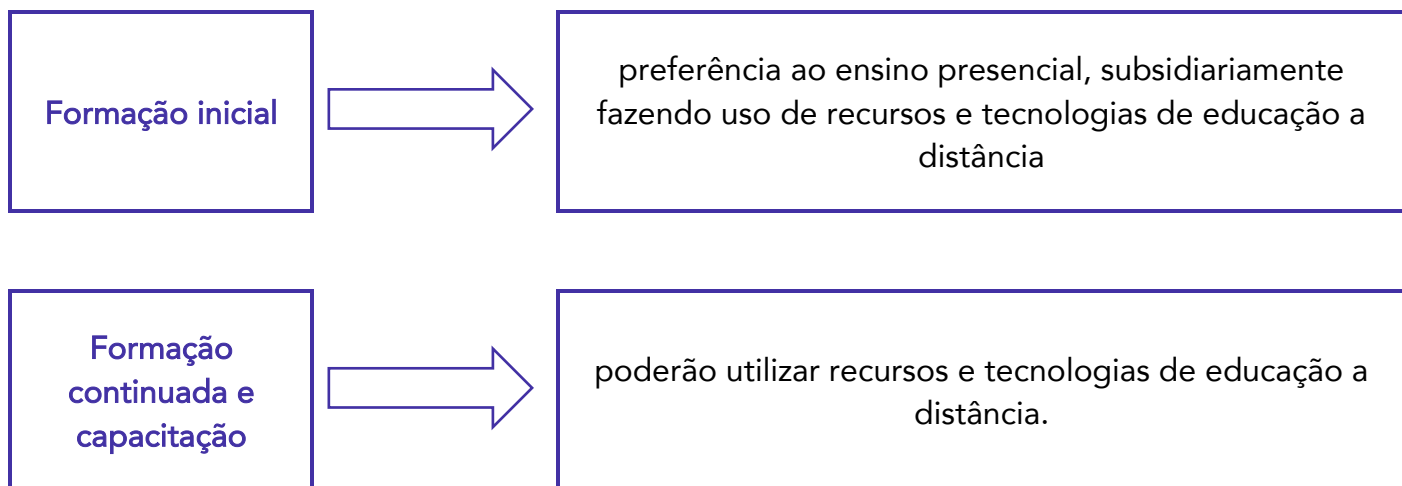 Formação inicial
preferência ao ensino presencial, subsidiariamente
fazendo uso de recursos e tecnologias de educação a
distância
Formação
continuada e
capacitação
poderão utilizar recursos e tecnologias de educação a
distância.